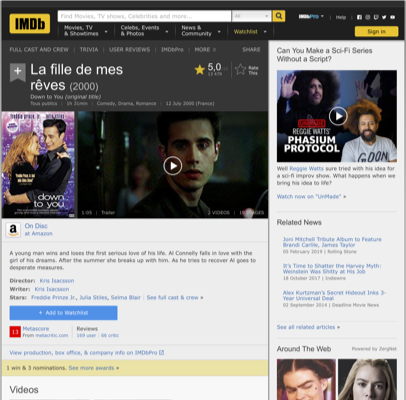 IMDb
Find Movies, TV shows, Celebrities and more...
All
Movies, TV & Showtimes
Celebs, Events & Photos
News & Community
Watchlist
IMDbPro
Help
Sign in
FULL CAST AND CREW | TRIVIA | USER REVIEWS | IMDbPro | MORE
SHARE
La fille de mes
rêves (2000)
Down to You (original title)
Tous publics | 1h 31min | Comedy, Drama, Romance | 12 July 2000 (France)
5,0
Rate
This
down
to you
1:05 | Trailer
2 VIDEOS
IMAGES
On Disc
at Amazon
A young man wins and loses the first serious love of his life. Al Connelly falls in love with the
girl of his dreams. After the summer she breaks up with him. As he tries to recover Al goes to
desperate measures.
Director: Kris Isacsson
Writer: Kris Isacsson
Stars: Freddie Prinze Jr., Julia Stiles, Selma Blair | See full cast & crew »
+ Add to Watchlist
13
Metascore
From metacritic.com
Reviews
169 user | 66 critic
View production, box office, & company info on IMDbPro
1 win & 3 nominations. See more awards »
Videos
Can You Make a Sci-Fi Series
Without a Script?
REGGIE WATTS'
PHASIUM
PROTOCOL
Well Reggie Watts sure tried with his idea for
a sci-fi improv show. What happens when we
bring his idea to life?
Watch now on "UnMade" »
Related News
Joni Mitchell Tribute Album to Feature
Brandi Carlile, James Taylor
05 February 2019 | Rolling Stone
It's Time to Shatter the Harvey Myth:
Weinstein Was Shitty at His Job
18 October 2017 | Indiewire
Alex Kurtzman's Secret Hideout Inks 3-
Year Universal Deal
02 September 2014 | Deadline Movie News
See all related articles »
Around The Web
Powered by ZergNet